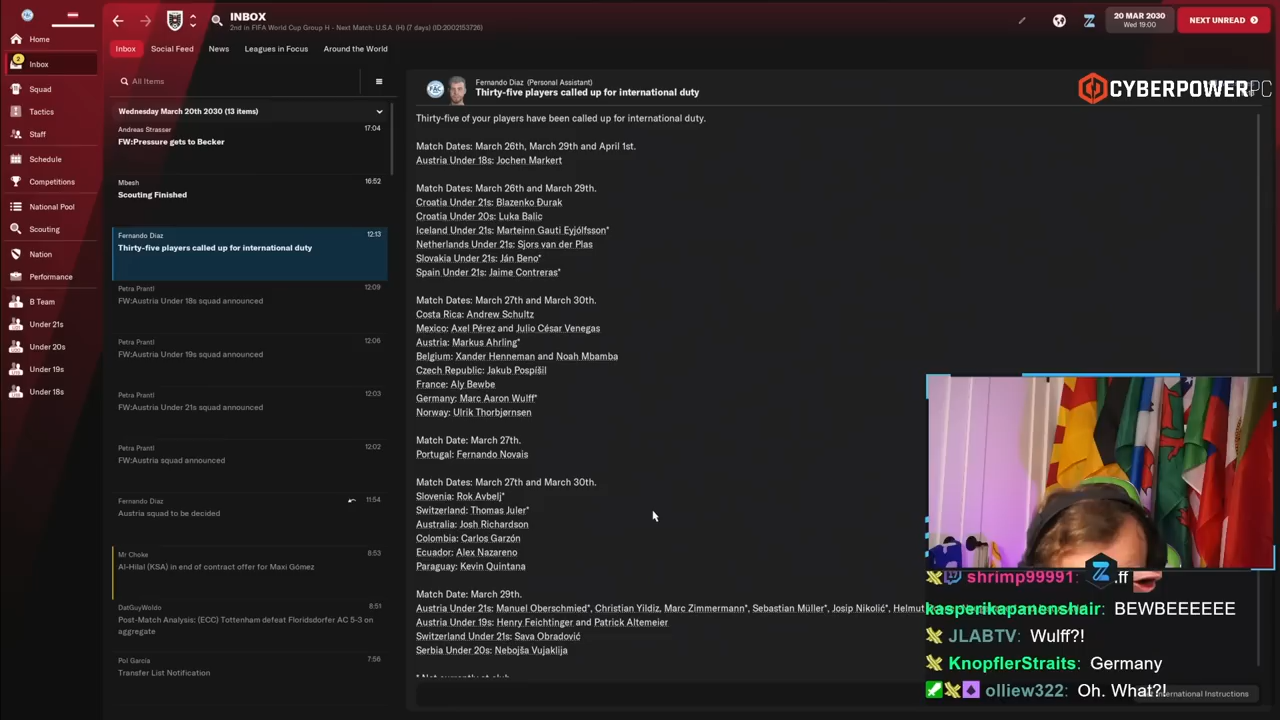 INBOX
2nd in FIFA World Cup Group H - Next Match: U.S.A. (H) (7 days) (ID:2002153726)
20 MAR 2030
Wed 19:00
NEXT UNREAD
Home
2
Inbox
Squad
Tactics
Staff
Schedule
Competitions
National Pool
Scouting
Nation
Performance
B Team
Under 21s
Under 20s
Under 19s
Under 18s
Inbox
Social Feed
News
Leagues in Focus
Around the World
All Items
Wednesday March 20th 2030 (13 items)
Andreas Strasser
17:04
FW:Pressure gets to Becker
Mbesh
16:52
Scouting Finished
Fernando Diaz
12:13
Thirty-five players called up for international duty
Petra Prantl
12:09
FW:Austria Under 18s squad announced
Petra Prantl
12:06
FW:Austria Under 19s squad announced
Petra Prantl
12:03
FW:Austria Under 21s squad announced
Petra Prantl
12:02
FW:Austria squad announced
Fernando Diaz
11:54
Austria squad to be decided
Mr Choke
8:53
Al-Hilal (KSA) in end of contract offer for Maxi Gómez
DatGuyWoldo
8:51
Post-Match Analysis: (ECC) Tottenham defeat Floridsdorfer AC 5-3 on
aggregate
Pol García
7:56
Transfer List Notification
FAC
Fernando Diaz (Personal Assistant)
Thirty-five players called up for international duty
CYBERPOWERPC
Thirty-five of your players have been called up for international duty.
Match Dates: March 26th, March 29th and April 1st.
Austria Under 18s: Jochen Markert
Match Dates: March 26th and March 29th.
Croatia Under 21s: Blazenko Đurak
Croatia Under 20s: Luka Balic
Iceland Under 21s: Marteinn Gauti Eyjólfsson*
Netherlands Under 21s: Sjors van der Plas
Slovakia Under 21s: Ján Beno*
Spain Under 21s: Jaime Contreras*
Match Dates: March 27th and March 30th.
Costa Rica: Andrew Schultz
Mexico: Axel Pérez and Julio César Venegas
Austria: Markus Ahrling*
Belgium: Xander Henneman and Noah Mbamba
Czech Republic: Jakub Pospíšil
France: Aly Bewbe
Germany: Marc Aaron Wulff*
Norway: Ulrik Thorbjørnsen
Match Date: March 27th.
Portugal: Fernando Novais
Match Dates: March 27th and March 30th.
Slovenia: Rok Avbelj*
Switzerland: Thomas Juler*
Australia: Josh Richardson
Colombia: Carlos Garzón
Ecuador: Alex Nazareno
Paraguay: Kevin Quintana
Match Date: March 29th.
Austria Under 21s: Manuel Oberschmied*, Christian Yildiz, Marc Zimmermann*, Sebastian Müller*, Josip Nikolić*, Helmut
Austria Under 19s: Henry Feichtinger and Patrick Altemeier
Switzerland Under 21s: Sava Obradović
Serbia Under 20s: Nebojša Vujaklija
* Not currently at club
International Instructions
shrimp99991: .ff
kasperikapanenshair: BEWBEEEEEE
JLABTV: Wulff?!
KnopflerStraits: Germany
olliew322: Oh. What?!